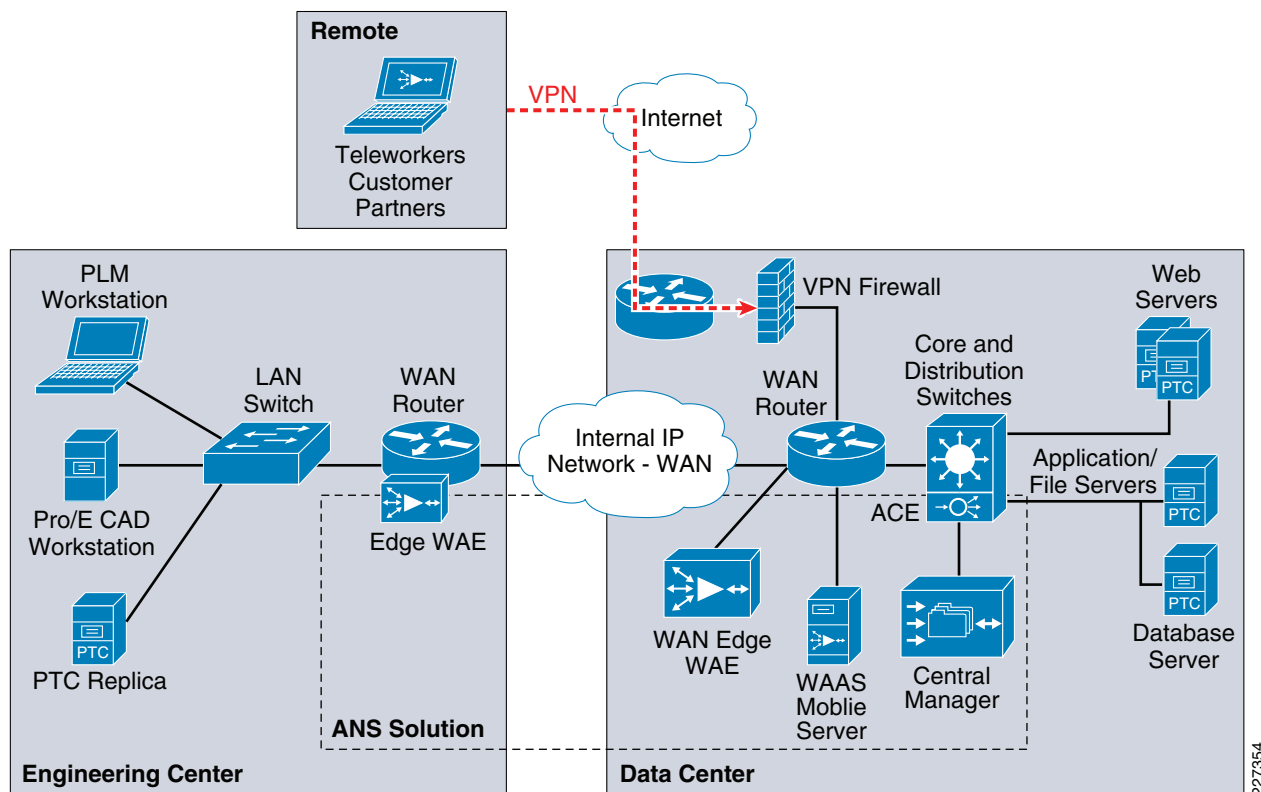 Remote
Teleworkers
Customer
Partners
VPN
Internet
PLM
Workstation
LAN
Switch
WAN
Router
Edge WAE
Pro/E CAD
Workstation
PTC
PTC Replica
Internal IP
Network - WAN
ANS Solution
Engineering Center
VPN Firewall
WAN
Router
Core and
Distribution
Switches
ACE
Web
Servers
PTC
PTC
Application/
File Servers
PTC
PTC
Database
Server
WAN Edge
WAE
WAAS
Moblie
Server
Central
Manager
Data Center
227354